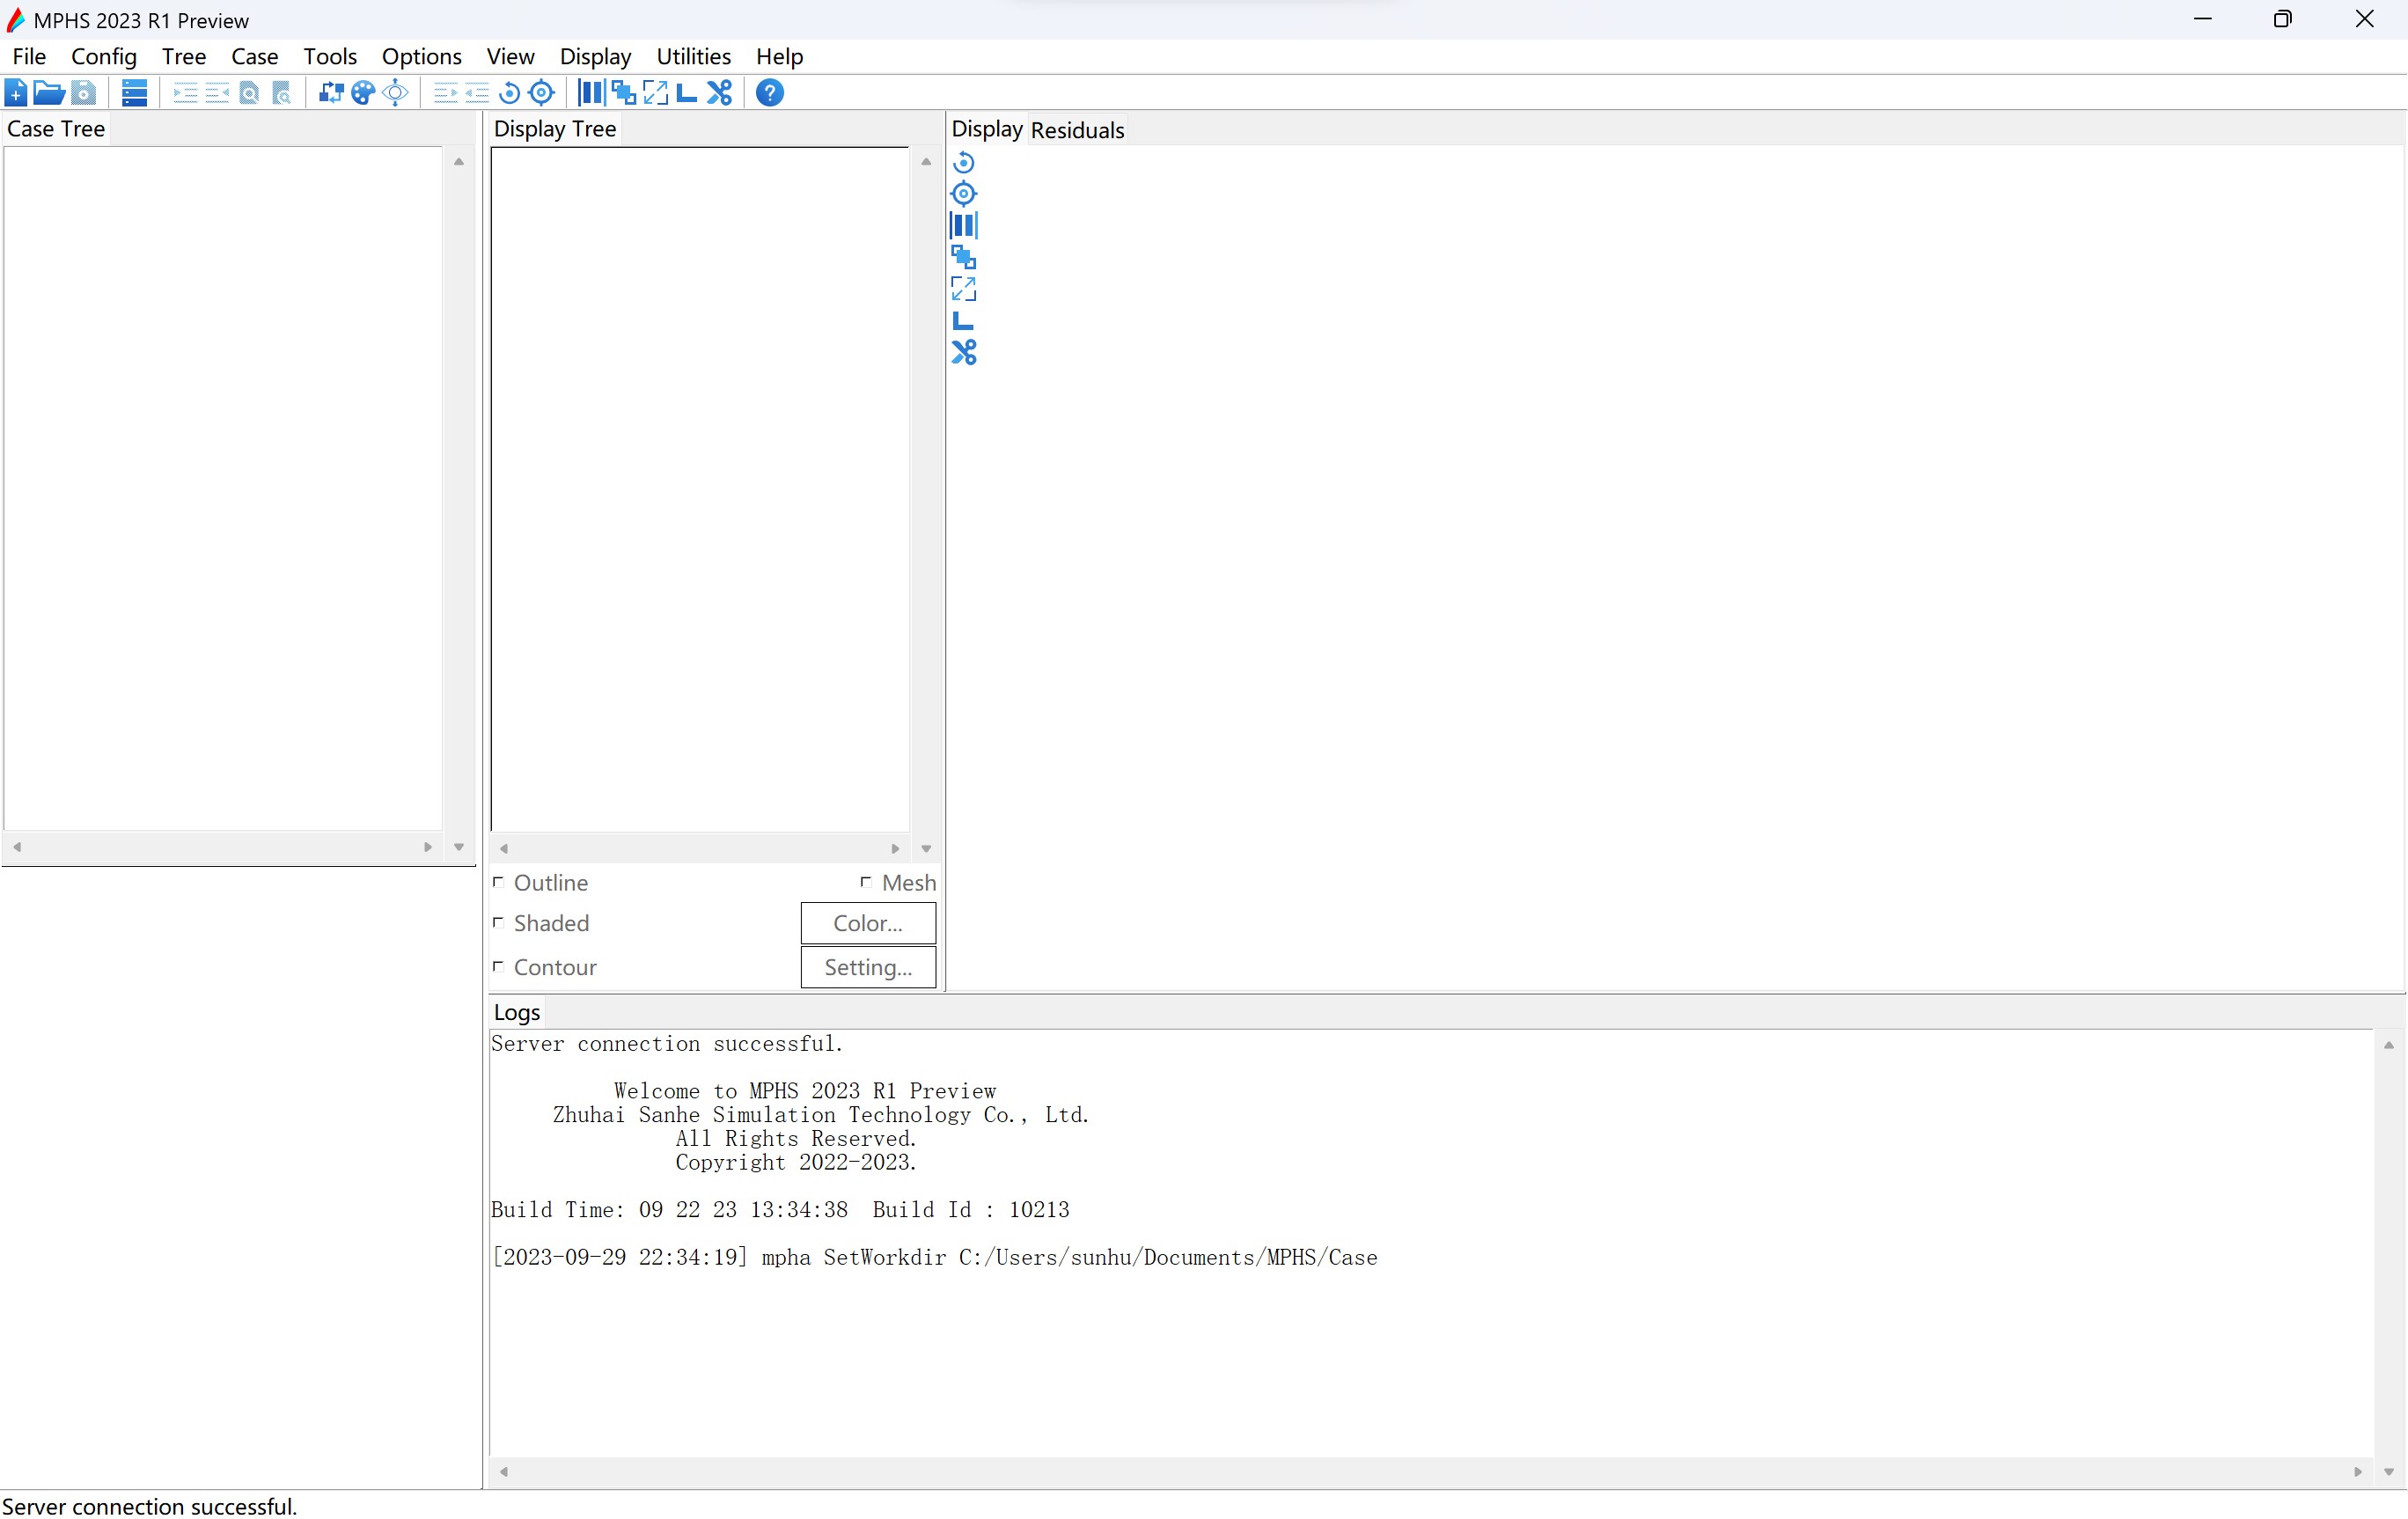 MPHS 2023 R1 Preview
File Config Tree Case Tools Options View Display Utilities Help
Case Tree
Display Tree
Display Residuals
Outline Mesh
Shaded Color...
Contour Setting...
Logs
Server connection successful.
Welcome to MPHS 2023 R1 Preview
Zhuhai Sanhe Simulation Technology Co., Ltd.
All Rights Reserved.
Copyright 2022-2023.
Build Time: 09 22 23 13:34:38 Build Id : 10213
[2023-09-29 22:34:19] mpha SetWorkdir C:/Users/sunhu/Documents/MPHS/Case
Server connection successful.